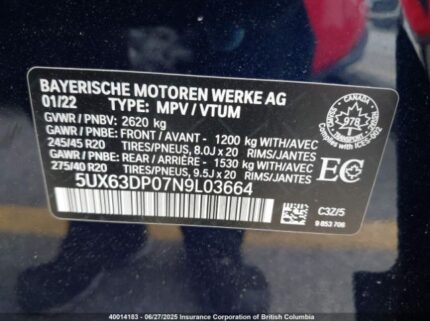 BAYERISCHE MOTOREN WERKE AG
01/22 TYPE: MPV / VTUM
GVWR / PNBV: 2620 kg
GAWR / PNBE: FRONT / AVANT - 1200 kg WITH/AVEC
245/45 R20 TIRES/PNEUS, 8.0J x 20 RIMS/JANTES
GAWR / PNBE: REAR / ARRIÈRE - 1530 kg WITH/AVEC
275/40 R20 TIRES/PNEUS, 9.5J x 20 RIMS/JANTES
5UX63DP07N9L03664
CANADA
978
EC
C3Z/5
9 853 706
40014183 — 06/27/2025 Insurance Corporation of
British Columbia